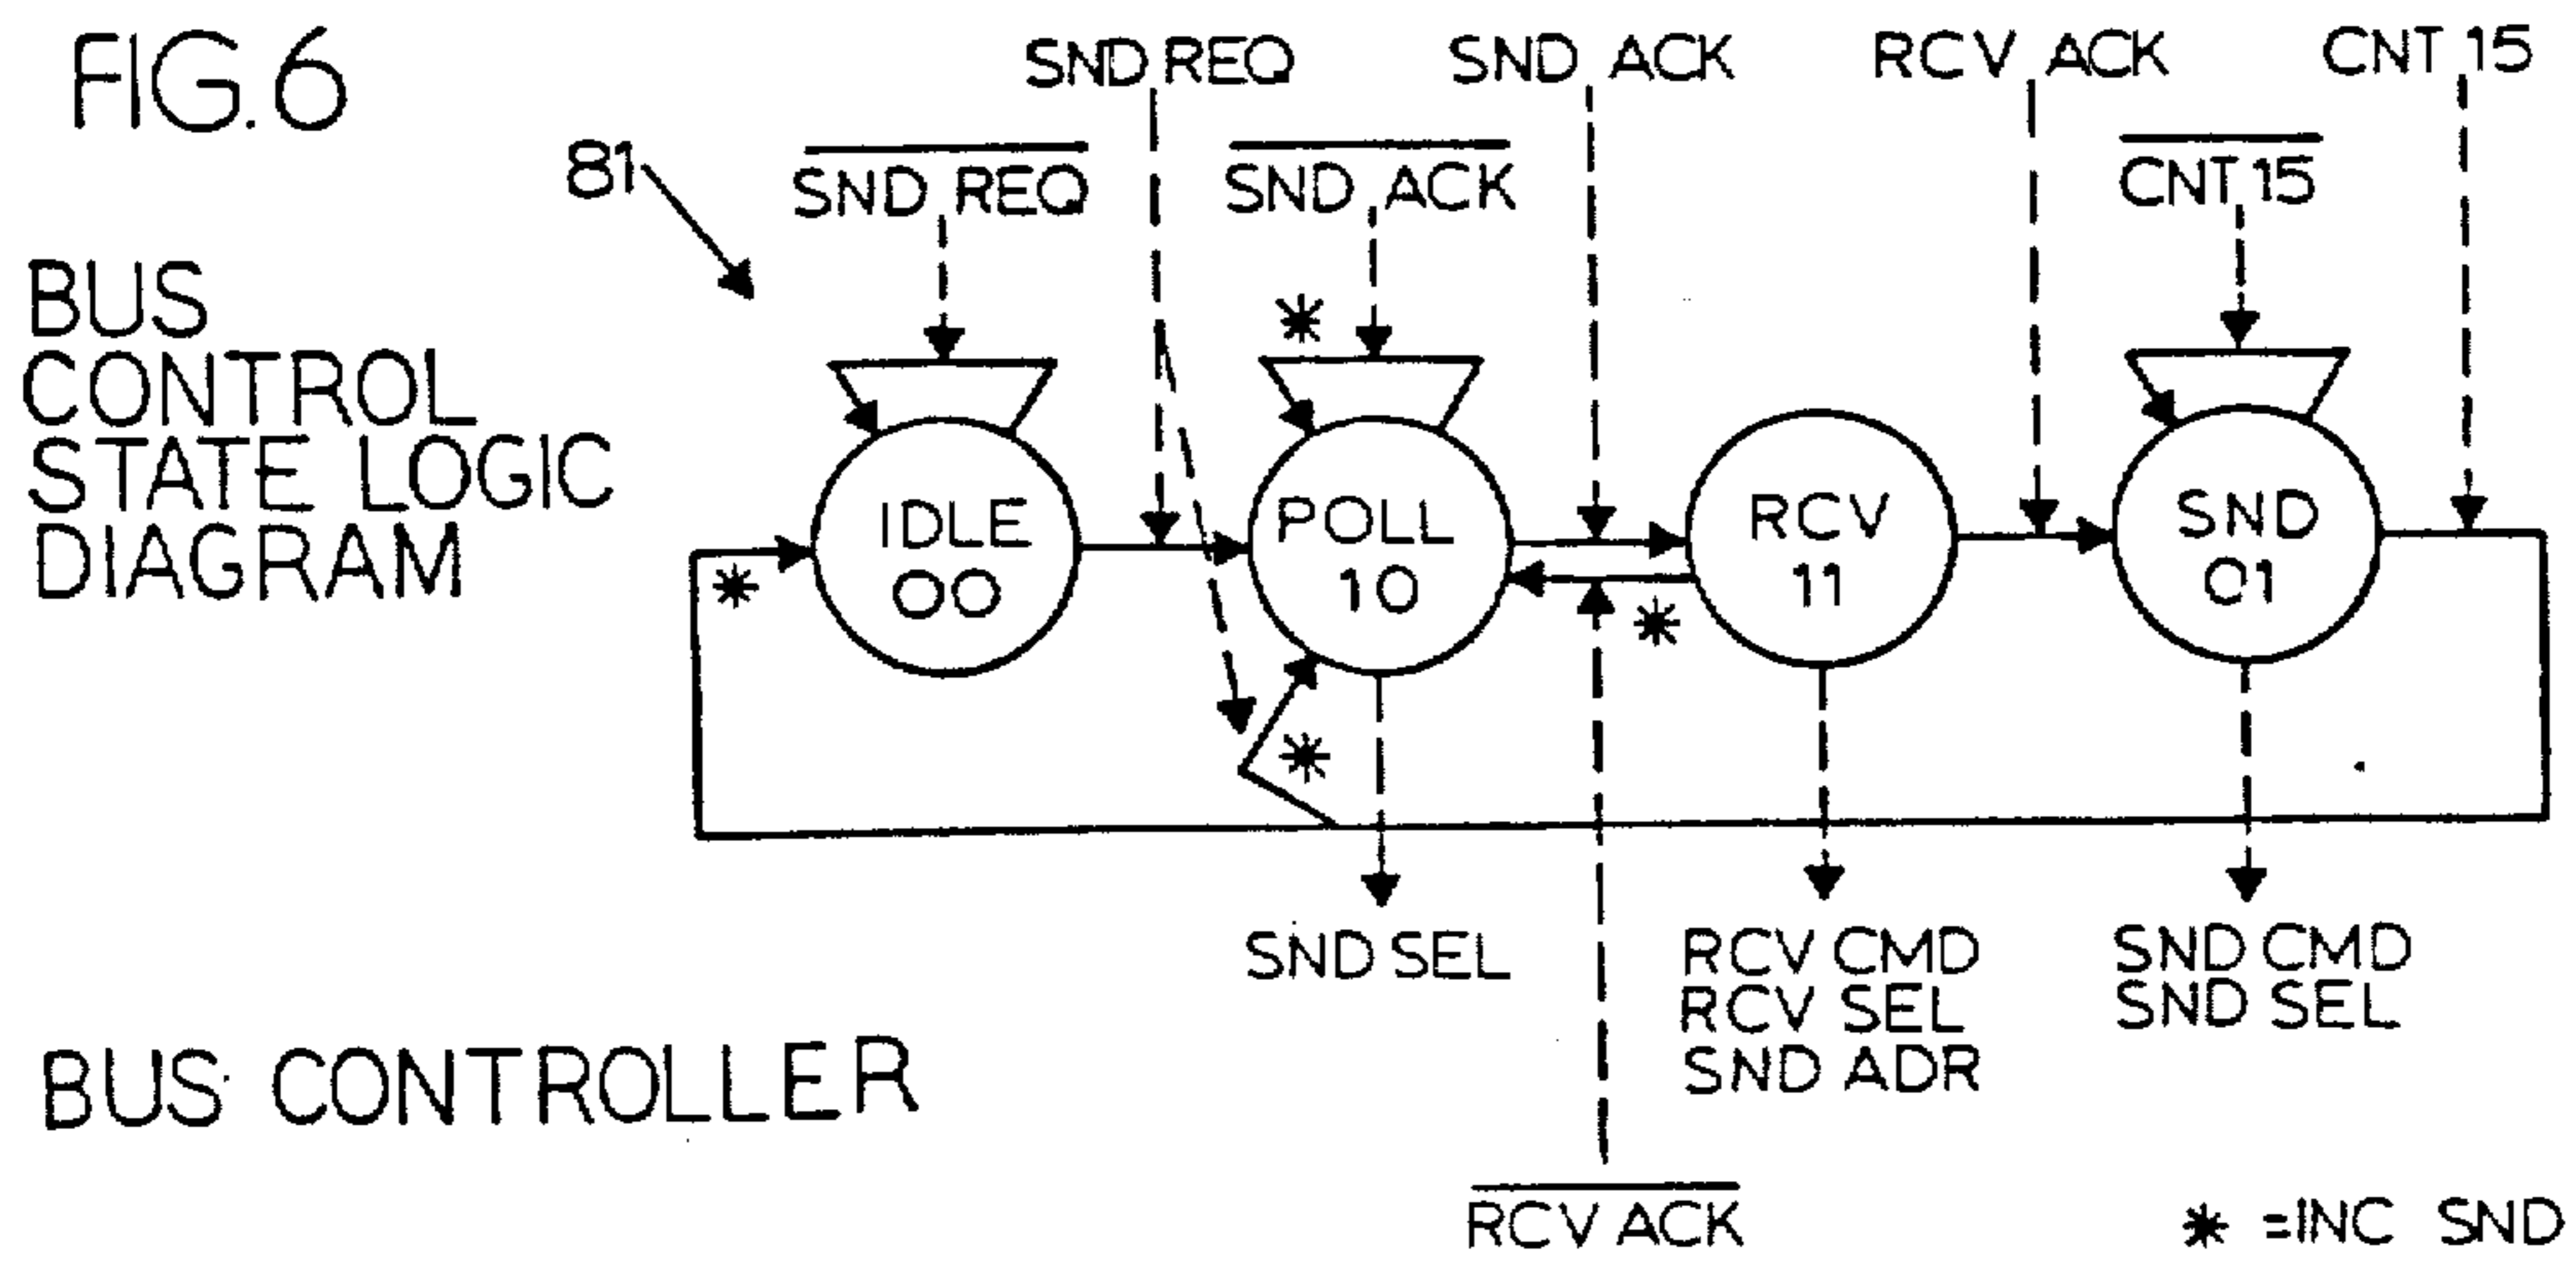 FIG. 6
SND REQ
SND ACK
RCV ACK
CNT 15
81
SND REQ
SND ACK
CNT 15
BUS
CONTROL
STATE LOGIC
DIAGRAM
IDLE
00
POLL
10
RCV
11
SND
01
*
*
*
*
SND SEL
RCV CMD
RCV SEL
SND ADR
SND CMD
SND SEL
BUS CONTROLLER
RCV ACK
* =INC SND